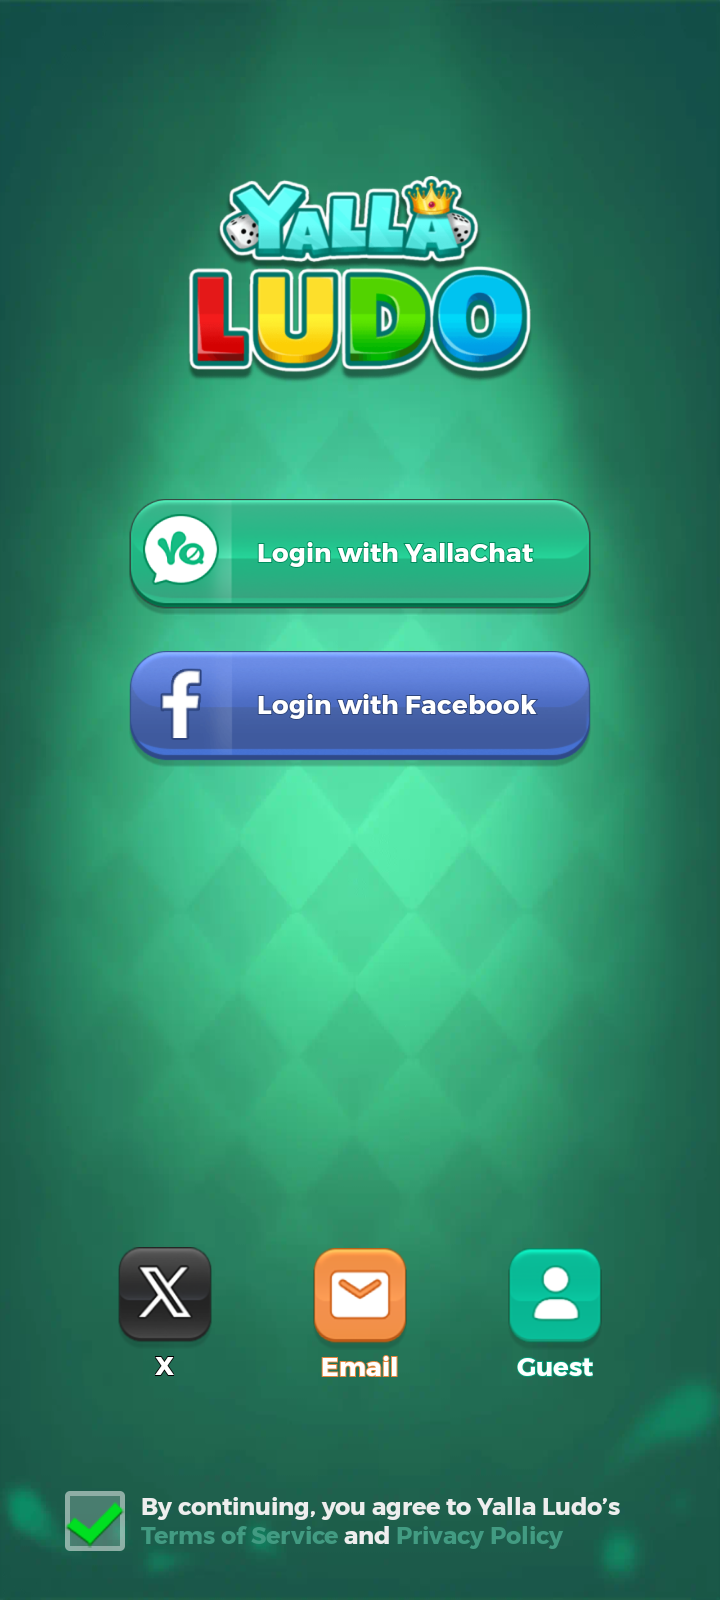 YALLA
LUDO
Login with YallaChat
Login with Facebook
X
Email
Guest
By continuing, you agree to Yalla Ludo’s
Terms of Service and Privacy Policy